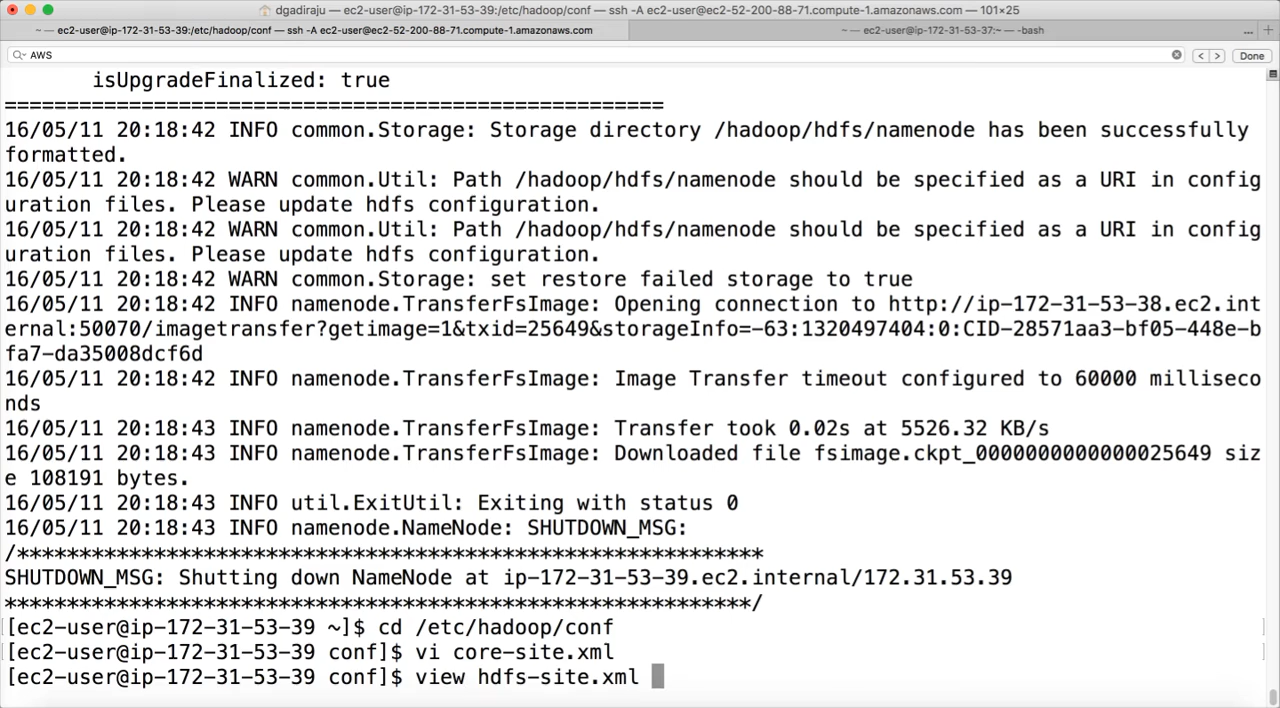 dgadiraju — ec2-user@ip-172-31-53-39:/etc/hadoop/conf — ssh -A ec2-user@ec2-52-200-88-71.compute-1.amazonaws.com — 101×25
~ — ec2-user@ip-172-31-53-39:/etc/hadoop/conf — ssh -A ec2-user@ec2-52-200-88-71.compute-1.amazonaws.com
~ — ec2-user@ip-172-31-53-37:~ — -bash
... +
AWS
< > Done
isUpgradeFinalized: true
=====================================================
16/05/11 20:18:42 INFO common.Storage: Storage directory /hadoop/hdfs/namenode has been successfully
formatted.
16/05/11 20:18:42 WARN common.Util: Path /hadoop/hdfs/namenode should be specified as a URI in config
uration files. Please update hdfs configuration.
16/05/11 20:18:42 WARN common.Util: Path /hadoop/hdfs/namenode should be specified as a URI in config
uration files. Please update hdfs configuration.
16/05/11 20:18:42 WARN common.Storage: set restore failed storage to true
16/05/11 20:18:42 INFO namenode.TransferFsImage: Opening connection to http://ip-172-31-53-38.ec2.int
ernal:50070/imagetransfer?getimage=1&txid=25649&storageInfo=-63:1320497404:0:CID-28571aa3-bf05-448e-b
fa7-da35008dcf6d
16/05/11 20:18:42 INFO namenode.TransferFsImage: Image Transfer timeout configured to 60000 milliseco
nds
16/05/11 20:18:43 INFO namenode.TransferFsImage: Transfer took 0.02s at 5526.32 KB/s
16/05/11 20:18:43 INFO namenode.TransferFsImage: Downloaded file fsimage.ckpt_0000000000000025649 siz
e 108191 bytes.
16/05/11 20:18:43 INFO util.ExitUtil: Exiting with status 0
16/05/11 20:18:43 INFO namenode.NameNode: SHUTDOWN_MSG:
/************************************************************
SHUTDOWN_MSG: Shutting down NameNode at ip-172-31-53-39.ec2.internal/172.31.53.39
************************************************************/
[ec2-user@ip-172-31-53-39 ~]$ cd /etc/hadoop/conf
[ec2-user@ip-172-31-53-39 conf]$ vi core-site.xml
[ec2-user@ip-172-31-53-39 conf]$ view hdfs-site.xml